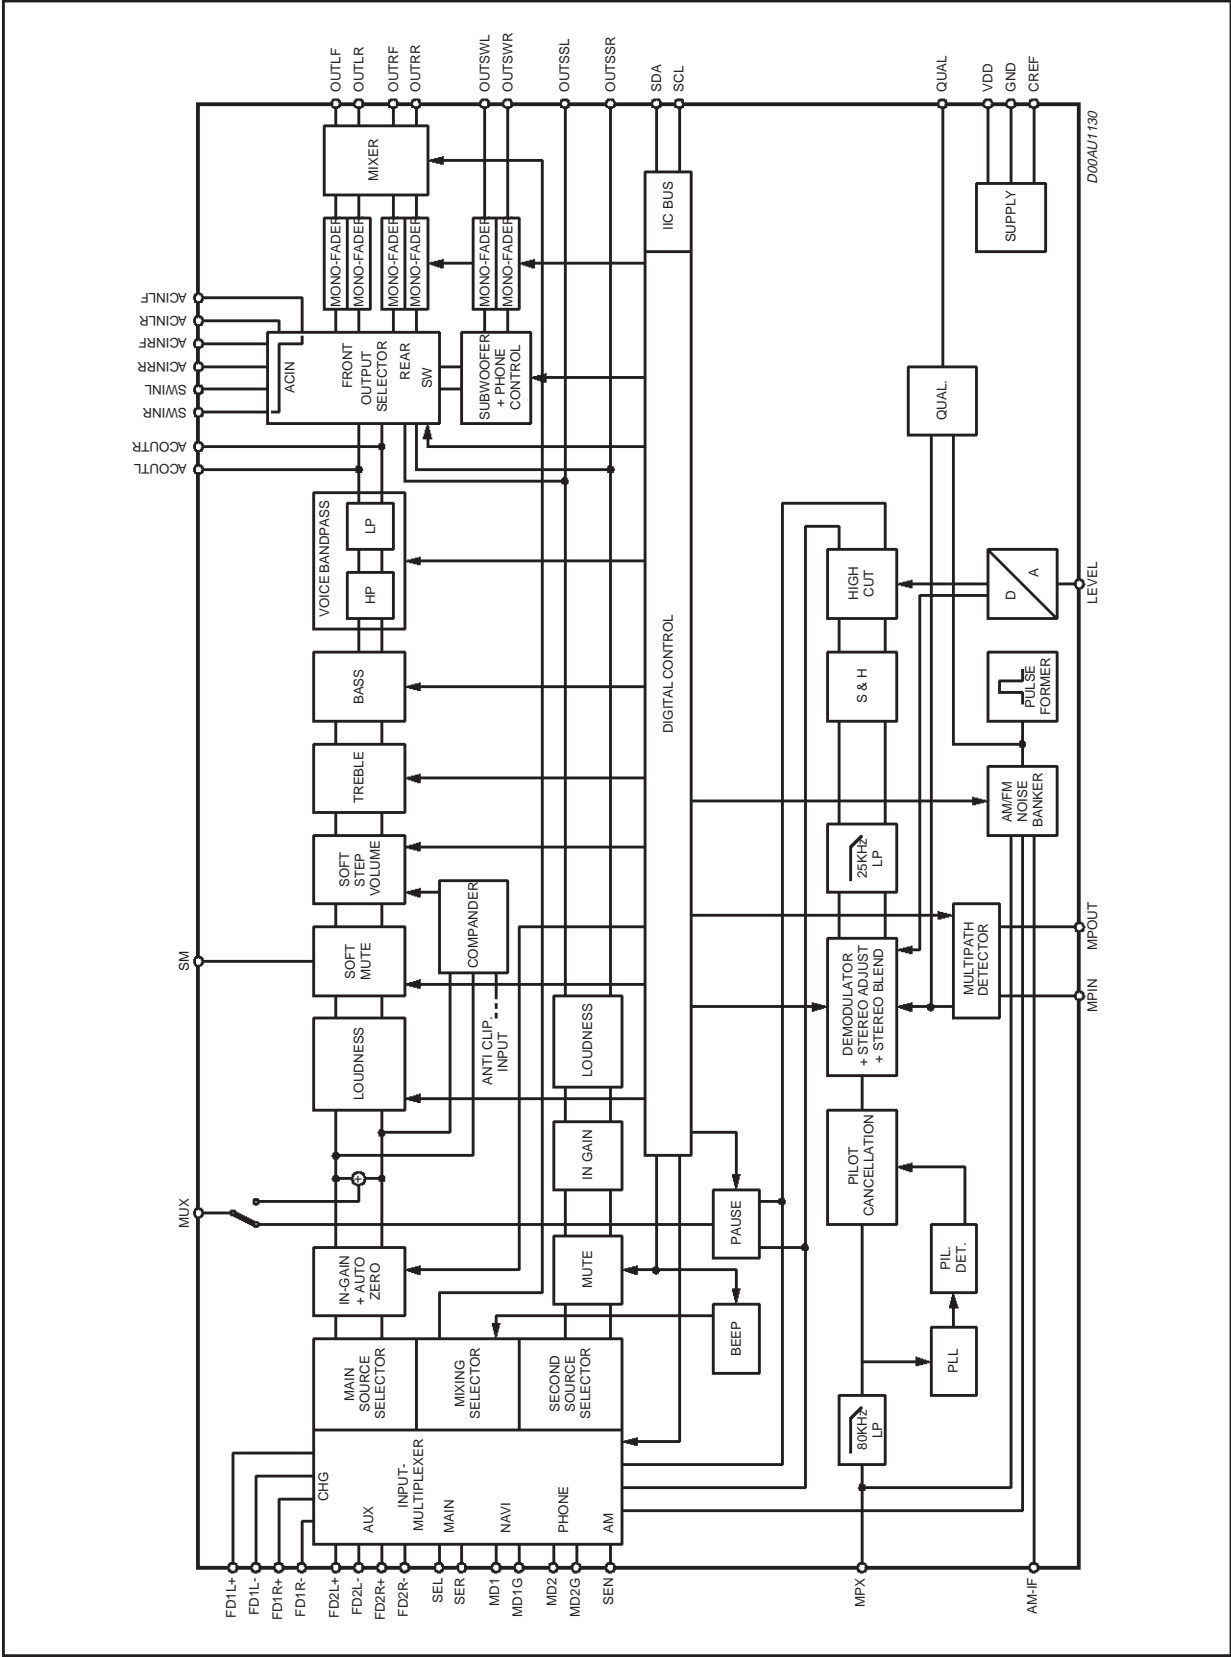 OUTLF
OUTLR
OUTRF
OUTRR
OUTSWL
OUTSWR
OUTSSL
OUTSSR
SDA
SCL
QUAL
VDD
GND
CREF
D00AU1130
MIXER
IIC BUS
SUPPLY
MONO-FADER
MONO-FADER
MONO-FADER
MONO-FADER
MONO-FADER
MONO-FADER
ACINLF
ACINLR
ACINRF
ACINRR
SWINL
SWINR
ACOUTR
ACOUTL
ACIN
FRONT
OUTPUT
SELECTOR
REAR
SW
SUBWOOFER
+ PHONE
CONTROL
QUAL.
VOICE BANDPASS
LP
HP
HIGH
CUT
D
A
LEVEL
BASS
DIGITAL CONTROL
S & H
PULSE
FORMER
TREBLE
AM/FM
NOISE
BANKER
SOFT
STEP
VOLUME
25KHz
LP
COMPANDER
SM
SOFT
MUTE
ANTI CLIP.
INPUT
DEMODULATOR
+ STEREO ADJUST
+ STEREO BLEND
MULTIPATH
DETECTOR
MPOUT
MPIN
LOUDNESS
LOUDNESS
IN GAIN
PILOT
CANCELLATION
MUX
+
PAUSE
IN-GAIN
+ AUTO
ZERO
MUTE
PIL.
DET.
BEEP
PLL
MAIN
SOURCE
SELECTOR
MIXING
SELECTOR
SECOND
SOURCE
SELECTOR
80KHz
LP
CHG
AUX
INPUT-
MULTIPLEXER
MAIN
NAVI
PHONE
AM
FD1L+
FD1L-
FD1R+
FD1R-
FD2L+
FD2L-
FD2R+
FD2R-
SEL
SER
MD1
MD1G
MD2
MD2G
SEN
MPX
AM-IF